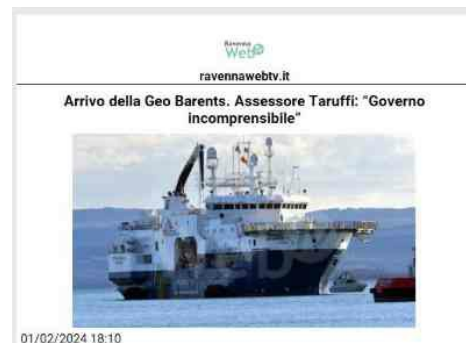 Ravenna
Web
ravennawebtv.it
Arrivo della Geo Barents. Assessore Taruffi: “Governo
incomprensibile”
01/02/2024 18:10